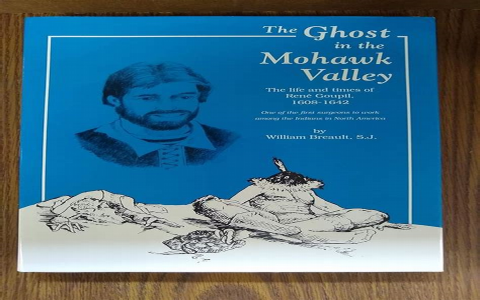 The Ghost
in the
Mohawk
Valley
The life and times of
René Goupil,
1608-1642
One of the first surgeons to work
among the Indians in North America
by
William Breault, S.J.